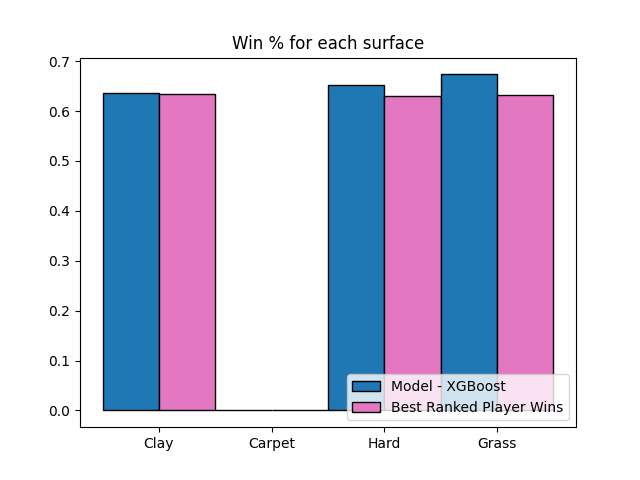 Win % for each surface
0.7
0.6
0.5
0.4
0.3
0.2
0.1
0.0
Model - XGBoost
Best Ranked Player Wins
Clay Carpet Hard Grass